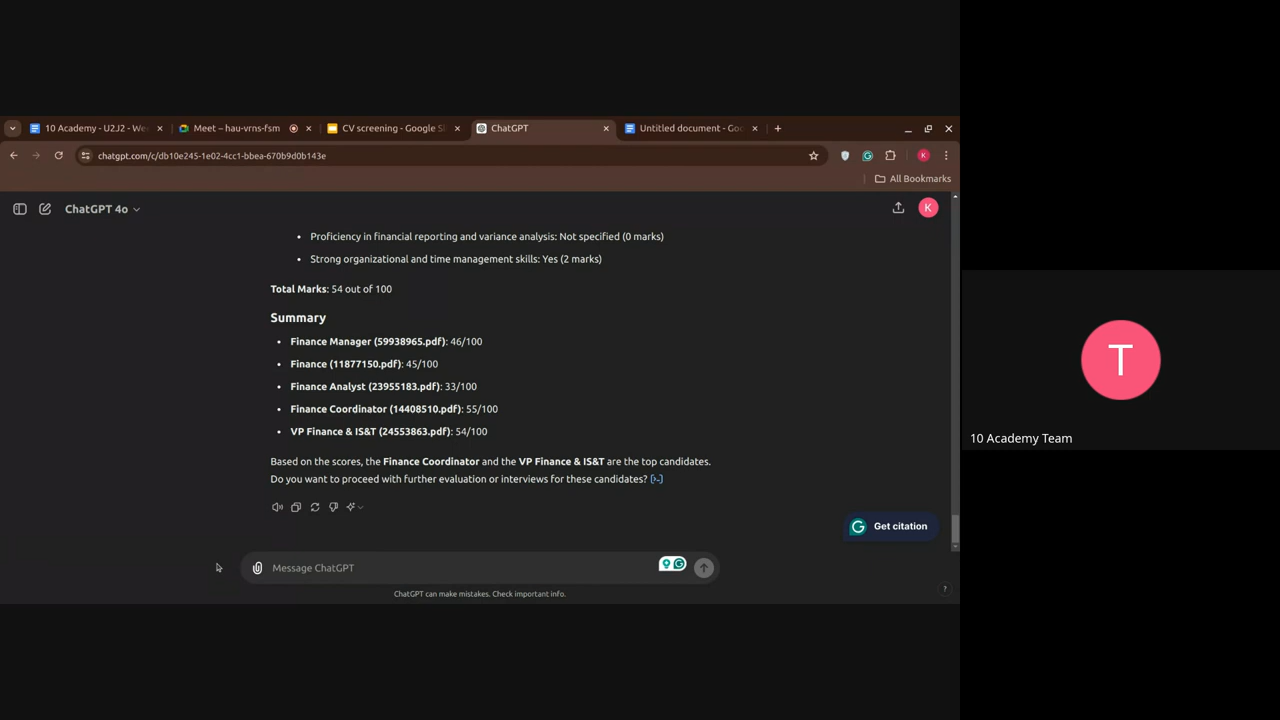 10 Academy - U2J2 - We
Meet – hau-vrns-fsm
CV screening - Google Sl
ChatGPT
Untitled document - Goo
chatgpt.com/c/db10e245-1e02-4cc1-bbea-670b9d0b143e
All Bookmarks
ChatGPT 4o
K
K
• Proficiency in financial reporting and variance analysis: Not specified (0 marks)
• Strong organizational and time management skills: Yes (2 marks)
Total Marks: 54 out of 100
Summary
• Finance Manager (59938965.pdf): 46/100
• Finance (11877150.pdf): 45/100
• Finance Analyst (23955183.pdf): 33/100
• Finance Coordinator (14408510.pdf): 55/100
• VP Finance & IS&T (24553863.pdf): 54/100
Based on the scores, the Finance Coordinator and the VP Finance & IS&T are the top candidates.
Do you want to proceed with further evaluation or interviews for these candidates? [>-]
Get citation
Message ChatGPT
ChatGPT can make mistakes. Check important info.
?
T
10 Academy Team